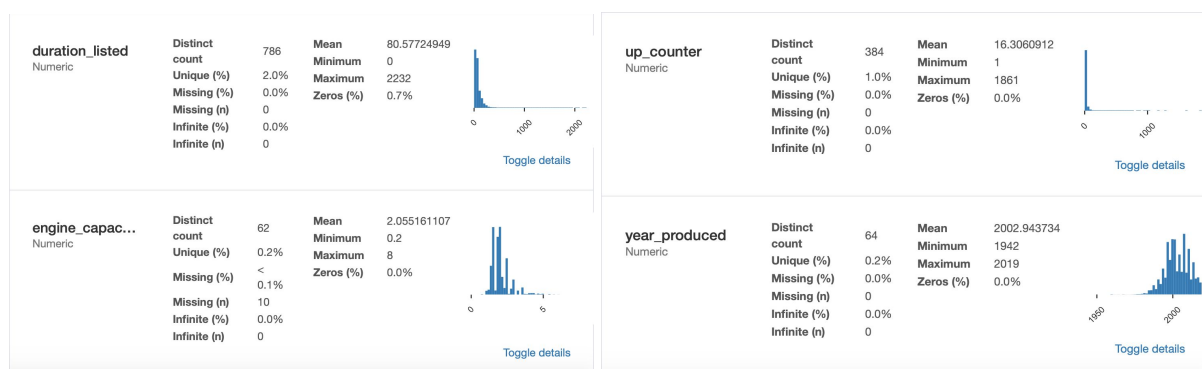 duration_listed
Numeric
Distinct count 786
Unique (%) 2.0%
Missing (%) 0.0%
Missing (n) 0
Infinite (%) 0.0%
Infinite (n) 0
Mean 80.57724949
Minimum 0
Maximum 2232
Zeros (%) 0.7%
0 1000 2000
Toggle details
up_counter
Numeric
Distinct count 384
Unique (%) 1.0%
Missing (%) 0.0%
Missing (n) 0
Infinite (%) 0.0%
Infinite (n) 0
Mean 16.3060912
Minimum 1
Maximum 1861
Zeros (%) 0.0%
0 1000
Toggle details
engine_capac...
Numeric
Distinct count 62
Unique (%) 0.2%
Missing (%) < 0.1%
Missing (n) 10
Infinite (%) 0.0%
Infinite (n) 0
Mean 2.055161107
Minimum 0.2
Maximum 8
Zeros (%) 0.0%
0 5
Toggle details
year_produced
Numeric
Distinct count 64
Unique (%) 0.2%
Missing (%) 0.0%
Missing (n) 0
Infinite (%) 0.0%
Infinite (n) 0
Mean 2002.943734
Minimum 1942
Maximum 2019
Zeros (%) 0.0%
1950 2000
Toggle details